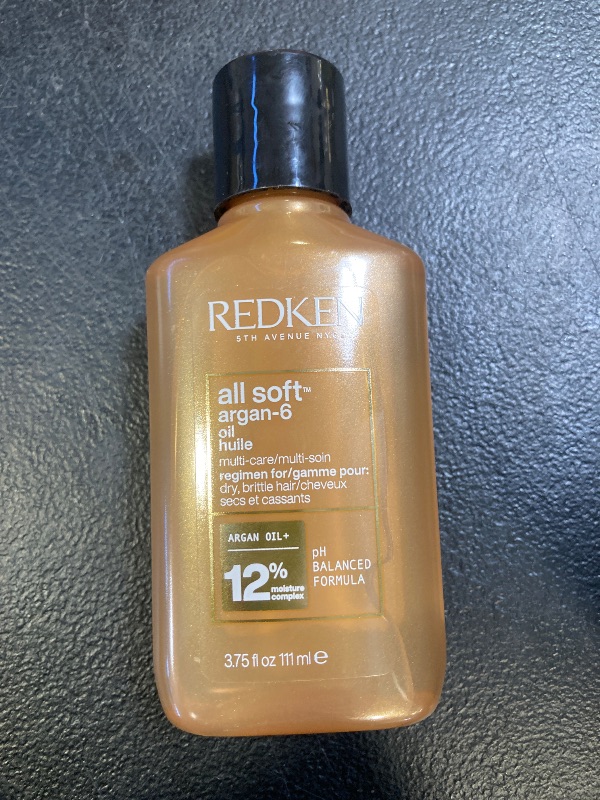 REDKEN
5TH AVENUE NYC
all soft™
argan-6
oil
huile
multi-care/multi-soin
regimen for/gamme pour:
dry, brittle hair/cheveux
secs et cassants
ARGAN OIL+
12%
moisture
complex
pH
BALANCED
FORMULA
3.75 fl oz 111 ml ℮